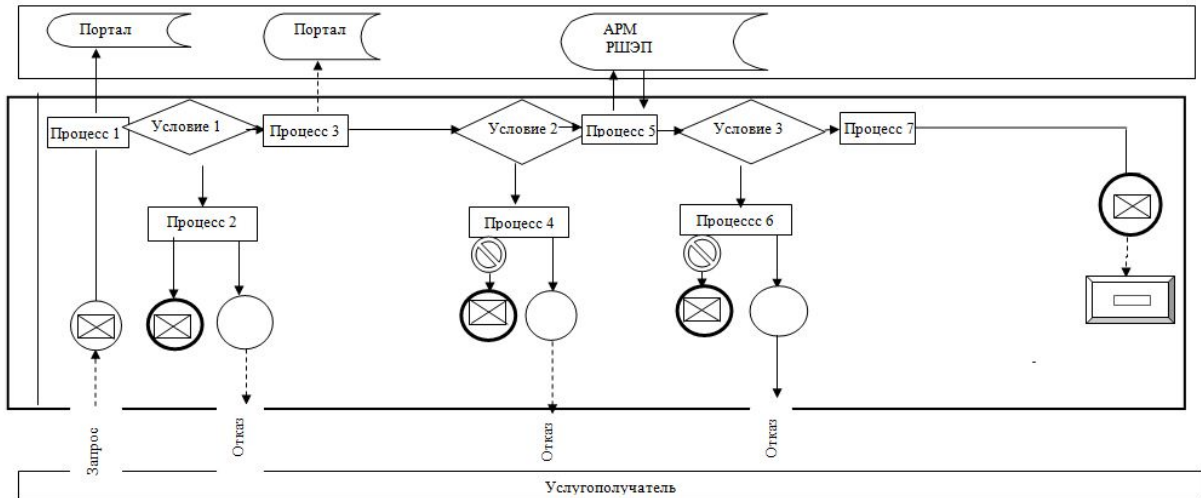 Портал
Портал
АРМ
РШЭП
Процесс 1
Условие 1
Процесс 3
Условие 2
Процесс 5
Условие 3
Процесс 7
Процесс 2
Процесс 4
Процессс 6
Запрос
Отказ
Отказ
Отказ
Услугополучатель